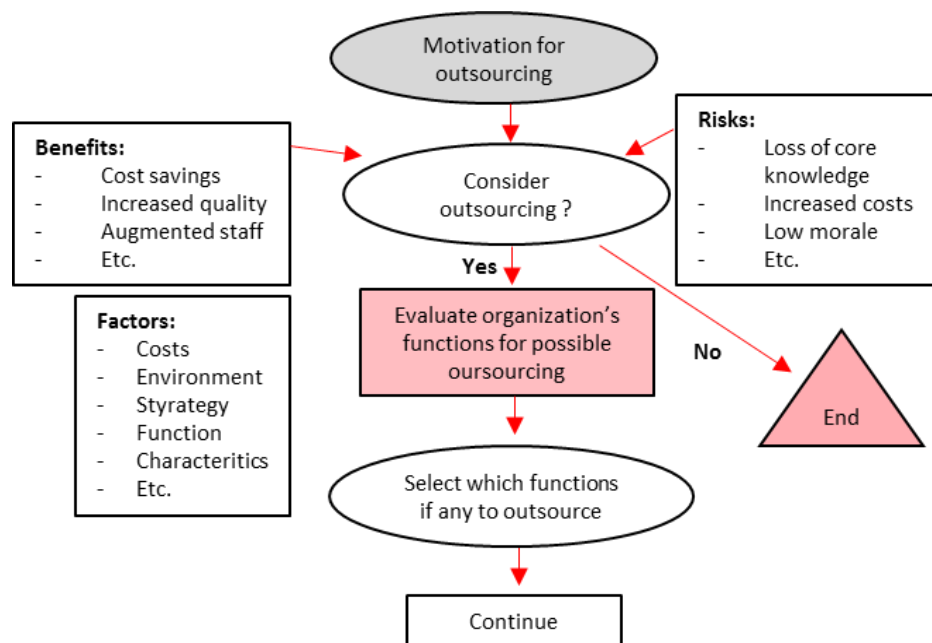 Motivation for
outsourcing
Benefits:
- Cost savings
- Increased quality
- Augmented staff
- Etc.
Consider
outsourcing ?
Risks:
- Loss of core
knowledge
- Increased costs
- Low morale
- Etc.
Yes
No
Factors:
- Costs
- Environment
- Styrategy
- Function
- Characteritics
- Etc.
Evaluate organization’s
functions for possible
oursourcing
End
Select which functions
if any to outsource
Continue